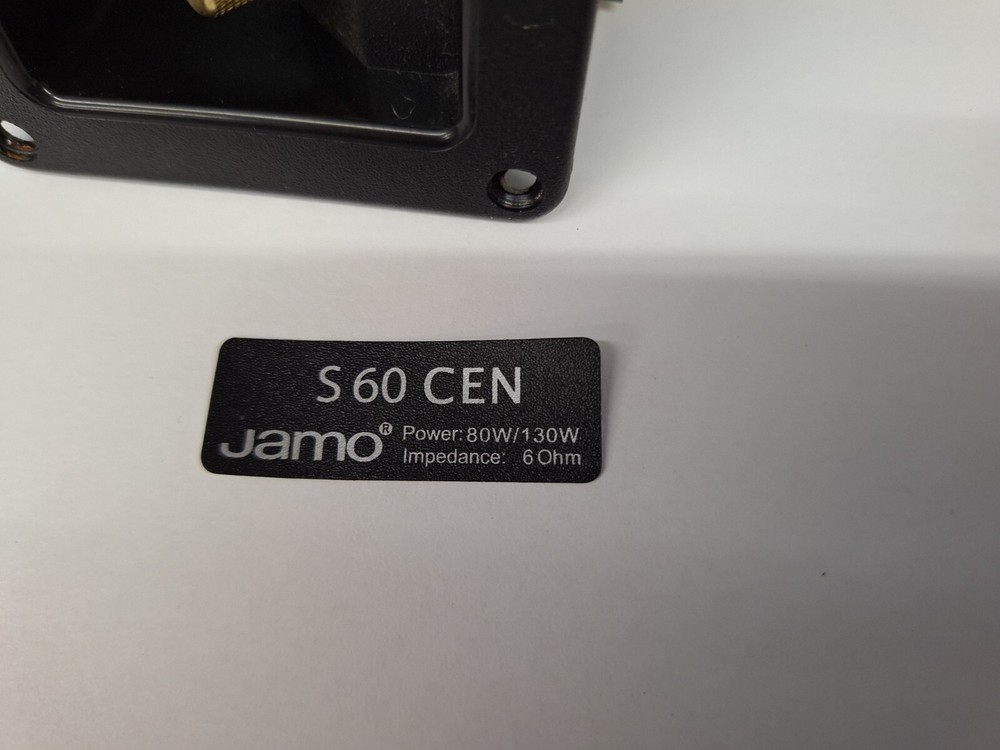 S 60 CEN
Jamo® Power: 80W/130W
Impedance: 6 Ohm